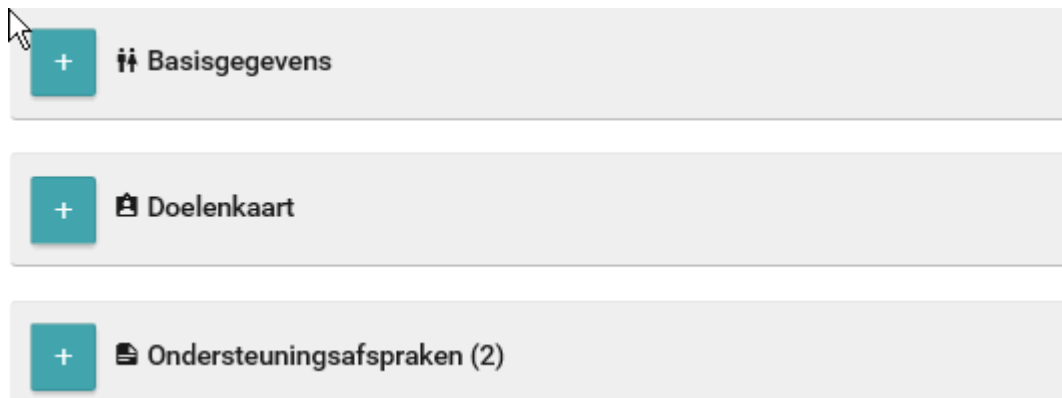 + Basisgegevens
+ Doelenkaart
+ Ondersteuningsafspraken (2)